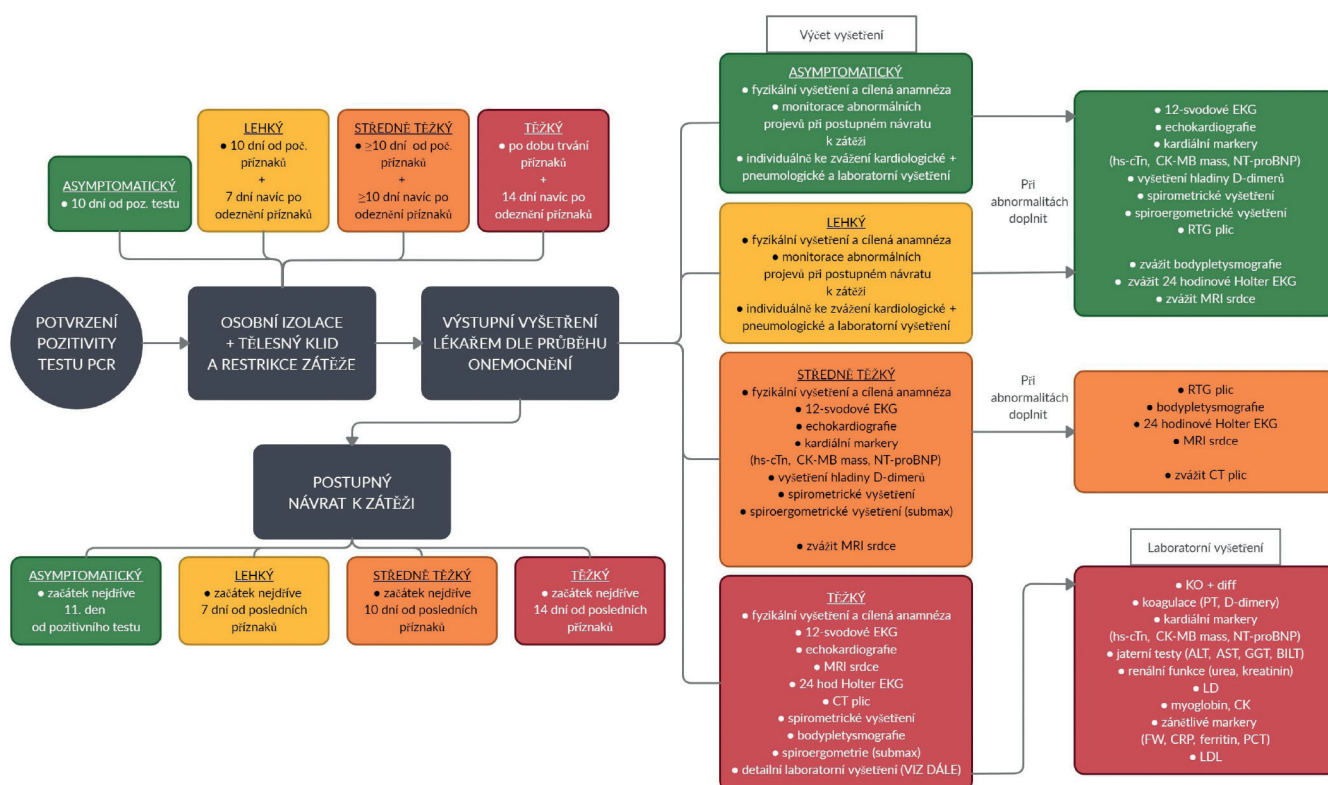 POTVRZENÍ
POZITIVITY
TESTU PCR
ASYMPTOMATICKÝ
● 10 dní od poz. testu
LEHKÝ
● 10 dní od poč.
příznaků
+
7 dní navíc po
odeznění příznaků
STŘEDNĚ TĚŽKÝ
● ≥10 dní od poč.
příznaků
+
≥10 dní navíc po
odeznění příznaků
TĚŽKÝ
● po dobu trvání
příznaků
+
14 dní navíc po
odeznění příznaků
OSOBNÍ IZOLACE
+ TĚLESNÝ KLID
A RESTRIKCE ZÁTĚŽE
VÝSTUPNÍ VYŠETŘENÍ
LÉKAŘEM DLE PRŮBĚHU
ONEMOCNĚNÍ
POSTUPNÝ
NÁVRAT K ZÁTĚŽI
ASYMPTOMATICKÝ
● začátek nejdříve
11. den
od pozitivního testu
LEHKÝ
● začátek nejdříve
7 dní od posledních
příznaků
STŘEDNĚ TĚŽKÝ
● začátek nejdříve
10 dní od posledních
příznaků
TĚŽKÝ
● začátek nejdříve
14 dní od posledních
příznaků
Výčet vyšetření
ASYMPTOMATICKÝ
● fyzikální vyšetření a cílená anamnéza
● monitorace abnormálních
projevů při postupném návratu
k zátěži
● individuálně ke zvážení kardiologické +
pneumologické a laboratorní vyšetření
LEHKÝ
● fyzikální vyšetření a cílená anamnéza
● monitorace abnormálních
projevů při postupném návratu
k zátěži
● individuálně ke zvážení kardiologické +
pneumologické a laboratorní vyšetření
Při
abnormalitách
doplnit
● 12-svodové EKG
● echokardiografie
● kardiální markery
(hs-cTn, CK-MB mass, NT-proBNP)
● vyšetření hladiny D-dimerů
● spirometrické vyšetření
● spiroergometrické vyšetření
● RTG plic
● zvážit bodypletysmografie
● zvážit 24 hodinové Holter EKG
● zvážit MRI srdce
STŘEDNĚ TĚŽKÝ
● fyzikální vyšetření a cílená anamnéza
● 12-svodové EKG
● echokardiografie
● kardiální markery
(hs-cTn, CK-MB mass, NT-proBNP)
● vyšetření hladiny D-dimerů
● spirometrické vyšetření
● spiroergometrické vyšetření (submax)
● zvážit MRI srdce
Při
abnormalitách
doplnit
● RTG plic
● bodypletysmografie
● 24 hodinové Holter EKG
● MRI srdce
● zvážit CT plic
TĚŽKÝ
● fyzikální vyšetření a cílená anamnéza
● 12-svodové EKG
● echokardiografie
● MRI srdce
● 24 hod Holter EKG
● CT plic
● spirometrické vyšetření
● bodypletysmografie
● spiroergometrie (submax)
● detailní laboratorní vyšetření (VIZ DÁLE)
Laboratorní vyšetření
● KO + diff
● koagulace (PT, D-dimery)
● kardiální markery
(hs-cTn, CK-MB mass, NT-proBNP)
● jaterní testy (ALT, AST, GGT, BILT)
● renální funkce (urea, kreatinin)
● LD
● myoglobin, CK
● zánětlivé markery
(FW, CRP, ferritin, PCT)
● LDL